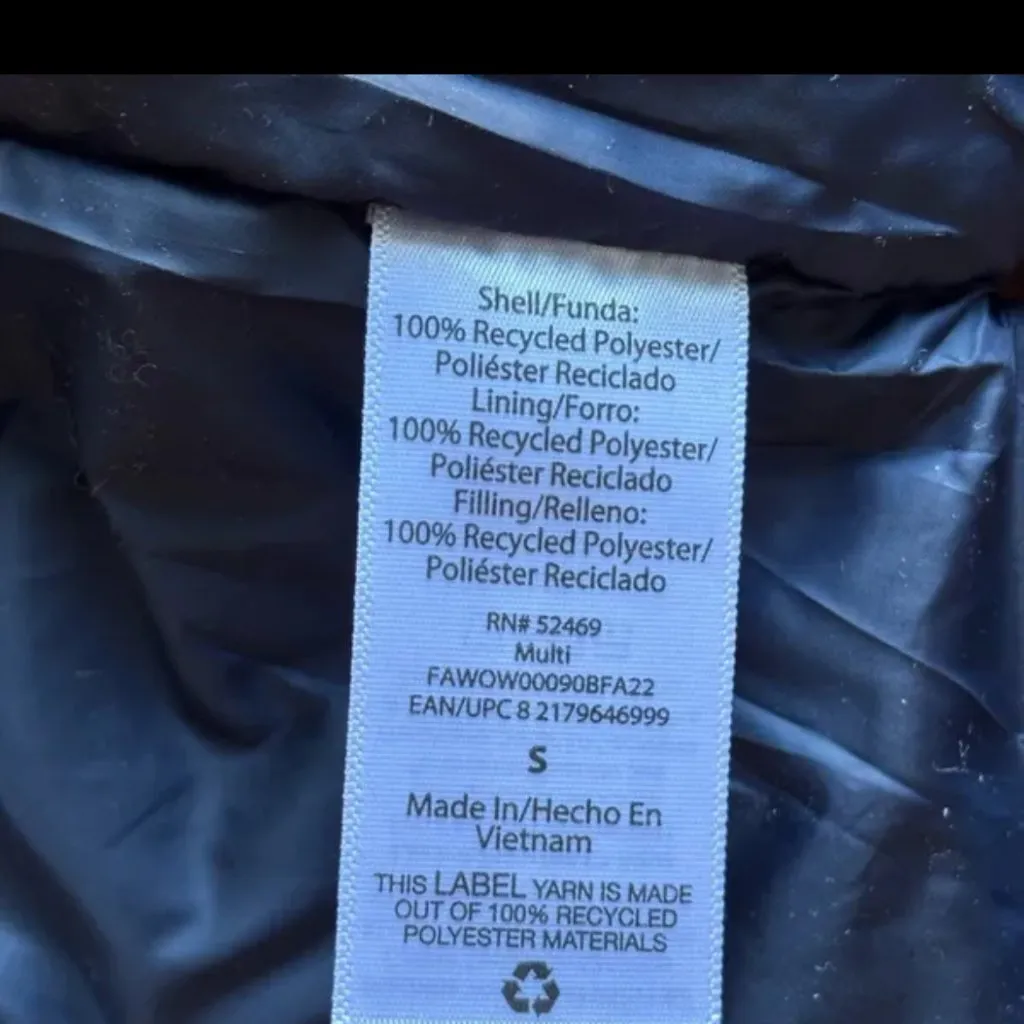 Shell/Funda:
100% Recycled Polyester/
Poliéster Reciclado
Lining/Forro:
100% Recycled Polyester/
Poliéster Reciclado
Filling/Relleno:
100% Recycled Polyester/
Poliéster Reciclado
RN# 52469
Multi
FAWOW00090BFA22
EAN/UPC 8 2179646999
S
Made In/Hecho En
Vietnam
THIS LABEL YARN IS MADE
OUT OF 100% RECYCLED
POLYESTER MATERIALS